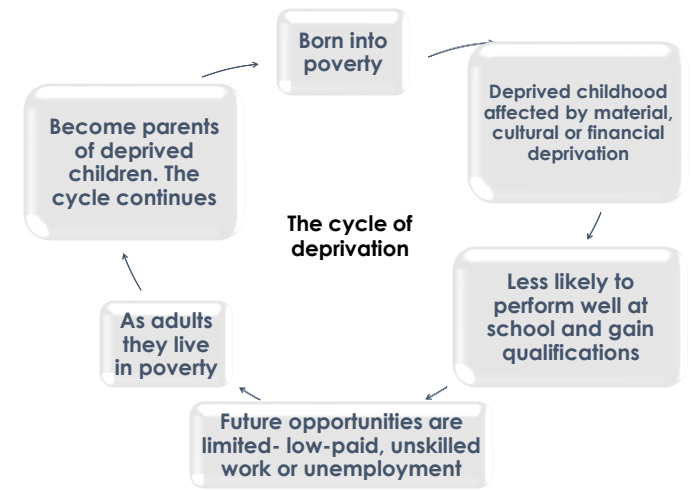 Born into
poverty
Deprived childhood
affected by material,
cultural or financial
deprivation
Less likely to
perform well at
school and gain
qualifications
Future opportunities are
limited- low-paid, unskilled
work or unemployment
As adults
they live
in poverty
Become parents
of deprived
children. The
cycle continues
The cycle of
deprivation